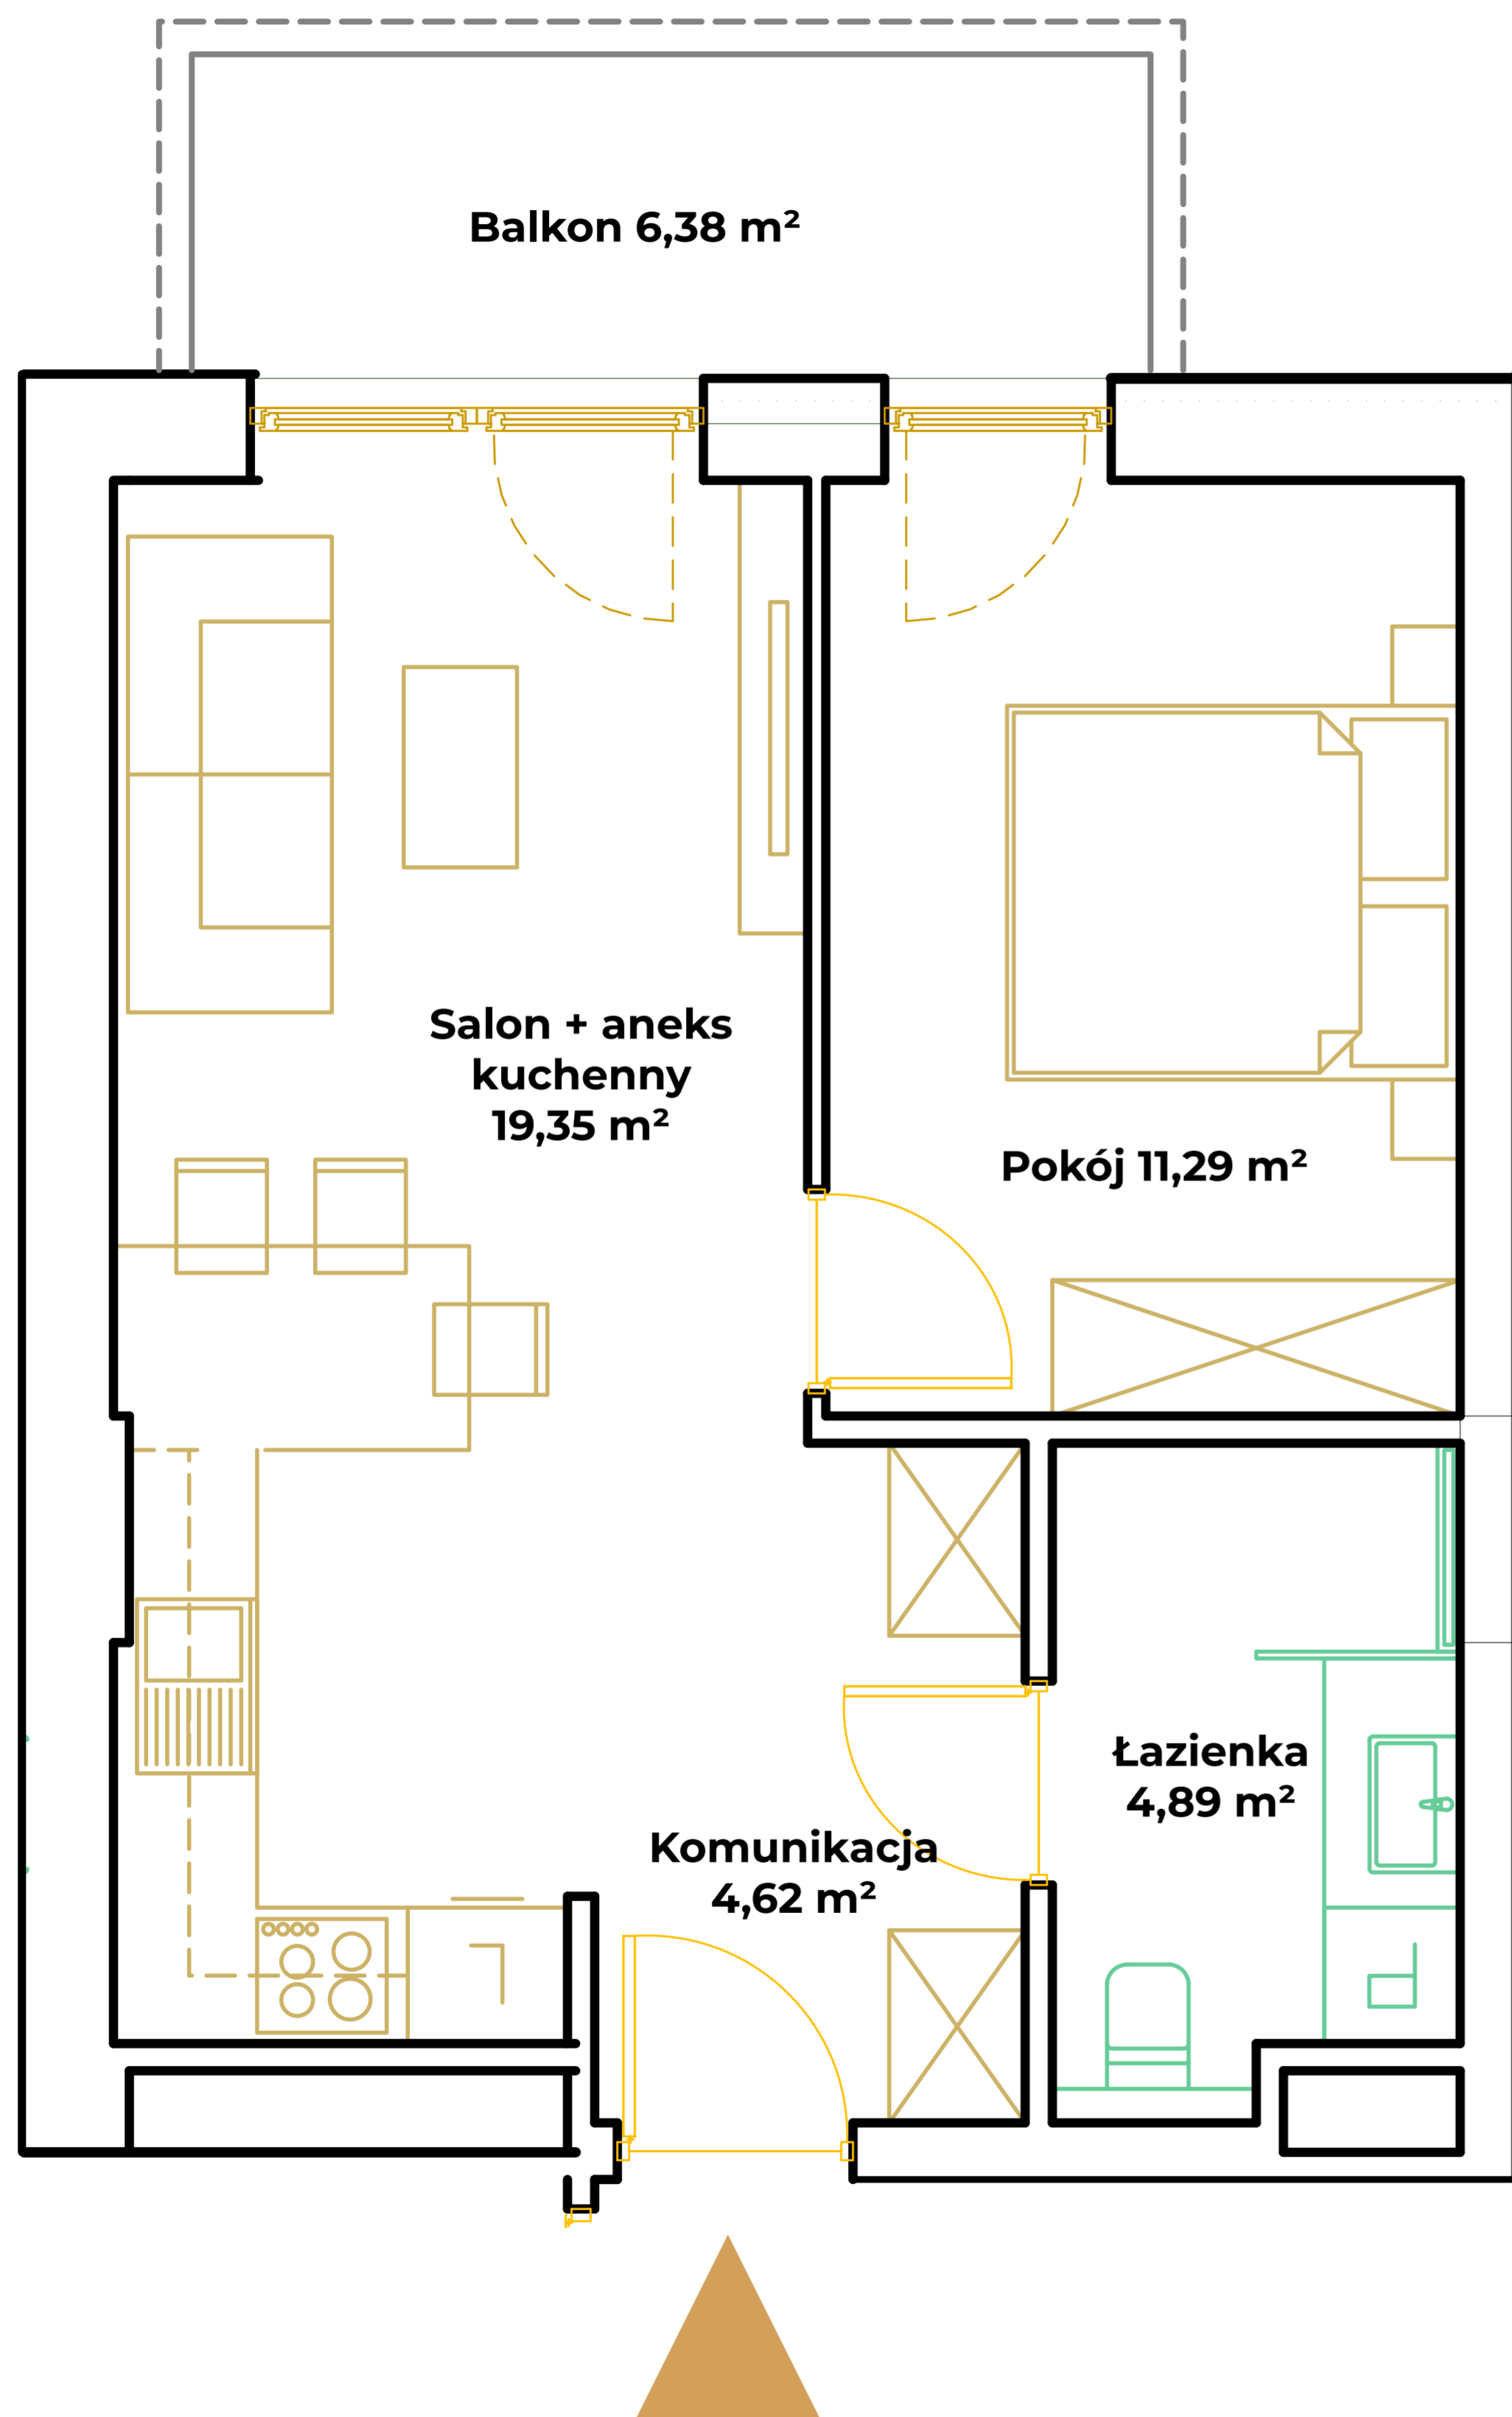 Balkon 6,38 m²
Salon + aneks
kuchenny
19,35 m²
Pokój 11,29 m²
Łazienka
4,89 m²
Komunikacja
4,62 m²